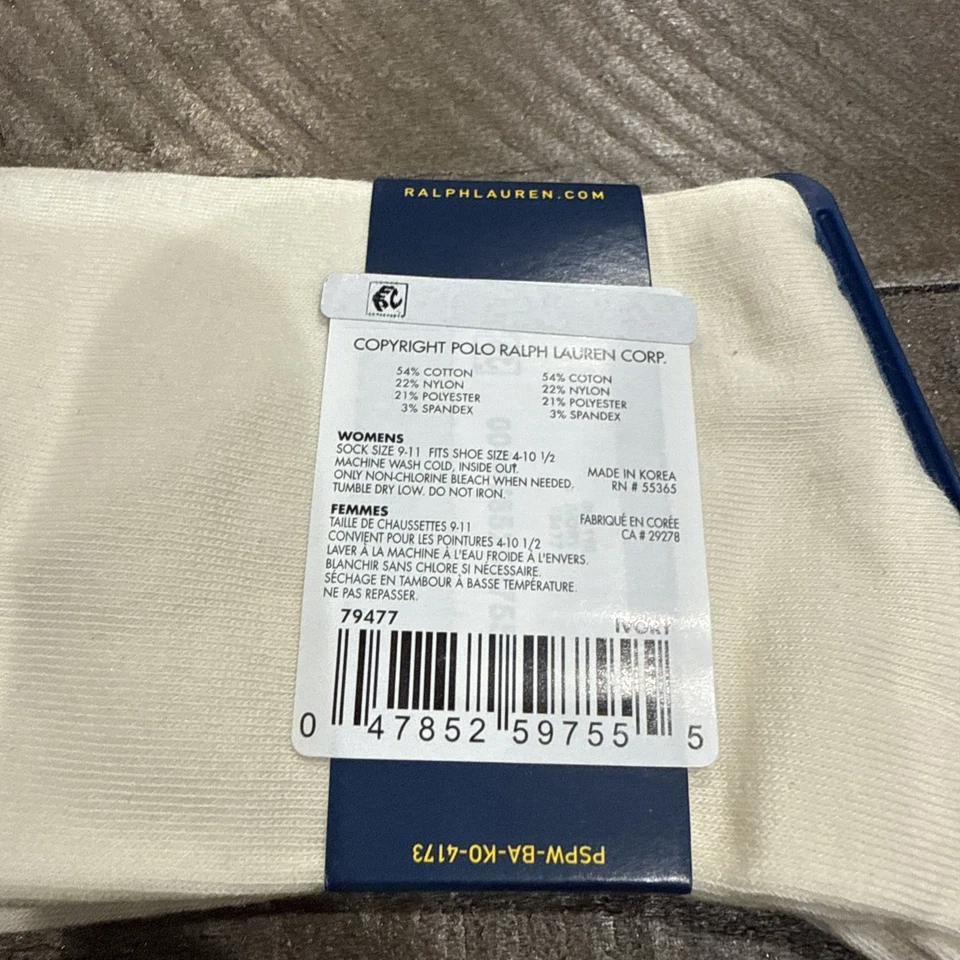 RALPHLAUREN.COM
COPYRIGHT POLO RALPH LAUREN CORP.
54% COTTON
22% NYLON
21% POLYESTER
3% SPANDEX
54% COTON
22% NYLON
21% POLYESTER
3% SPANDEX
WOMENS
SOCK SIZE 9-11 FITS SHOE SIZE 4-10 1/2
MACHINE WASH COLD, INSIDE OUT.
ONLY NON-CHLORINE BLEACH WHEN NEEDED.
TUMBLE DRY LOW. DO NOT IRON.
MADE IN KOREA
RN # 55365
FEMMES
TAILLE DE CHAUSSETTES 9-11
CONVIENT POUR LES POINTURES 4-10 1/2
LAVER À LA MACHINE À L'EAU FROIDE À L'ENVERS.
BLANCHIR SANS CHLORE SI NÉCESSAIRE.
SÉCHAGE EN TAMBOUR À BASSE TEMPÉRATURE.
NE PAS REPASSER.
FABRIQUÉ EN CORÉE
CA # 29278
79477
IVORY
0 47852 59755 5
PSPW-BA-KO-4173